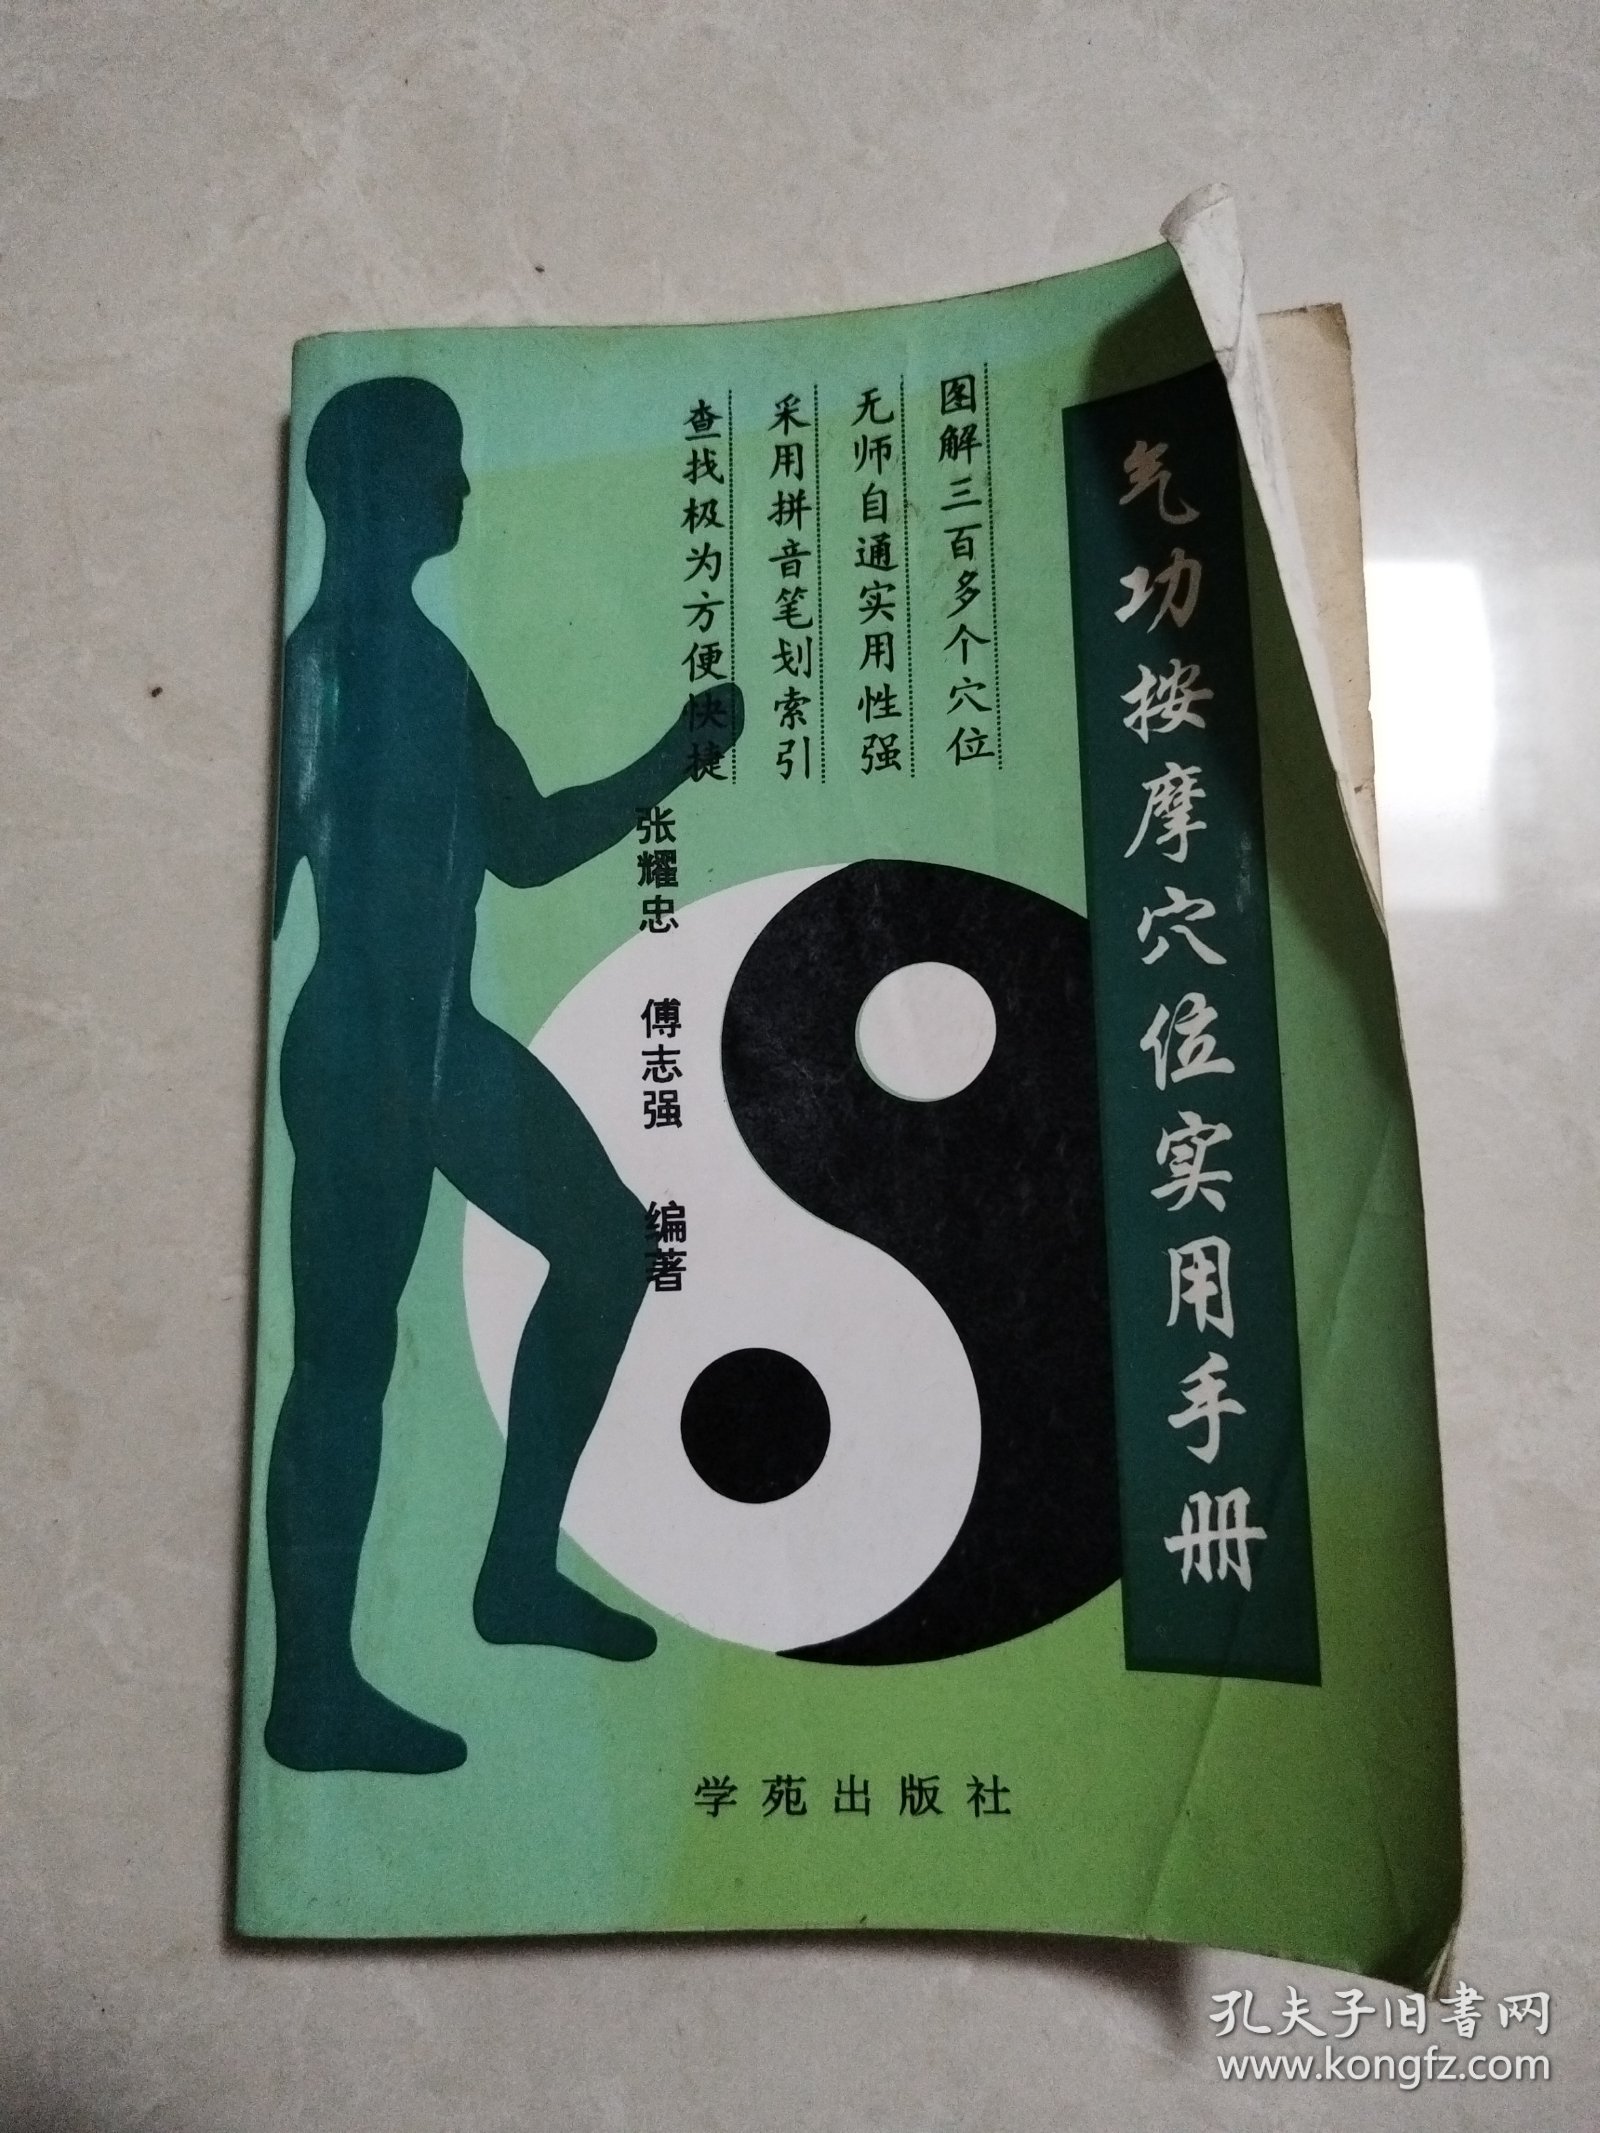 气功按摩穴位实用手册
图解三百多个穴位
无师自通实用性强
采用拼音笔划索引
查找极为方便快捷
张耀忠 傅志强 编著
学苑出版社
孔夫子旧书网
www.kongfz.com